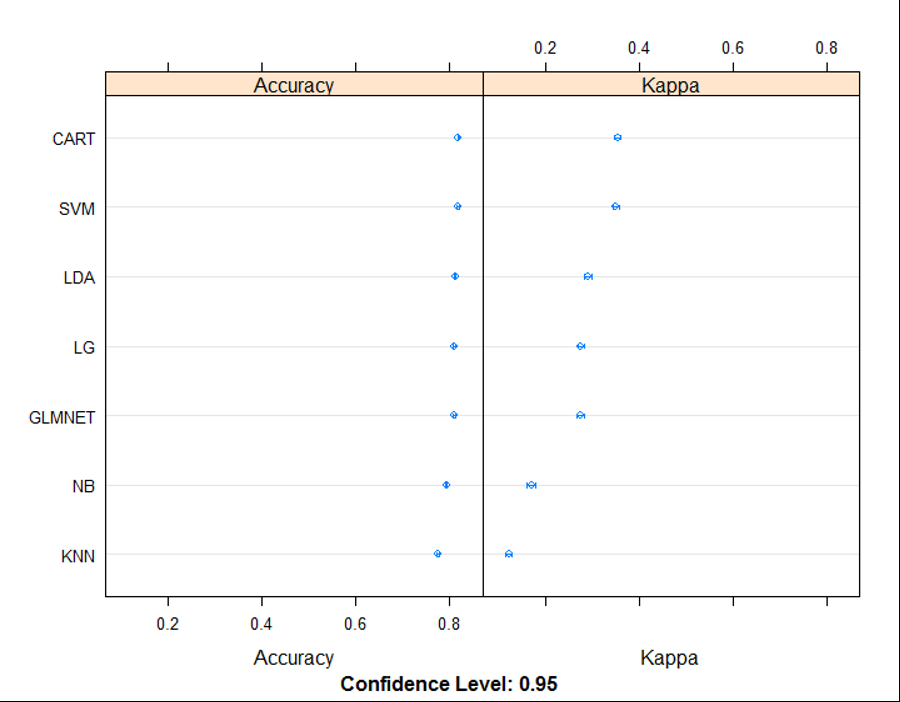 0.2 0.4 0.6 0.8
Accuracy Kappa
CART
SVM
LDA
LG
GLMNET
NB
KNN
0.2 0.4 0.6 0.8
Accuracy Kappa
Confidence Level: 0.95